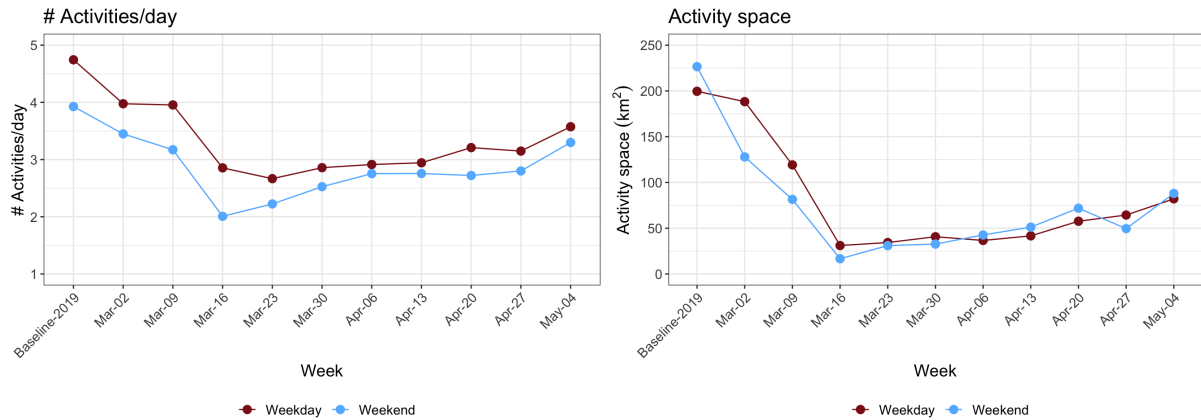 # Activities/day
# Activities/day
5
4
3
2
1
Baseline-2019
Mar-02
Mar-09
Mar-16
Mar-23
Mar-30
Apr-06
Apr-13
Apr-20
Apr-27
May-04
Week
Weekday Weekend
Activity space
Activity space (km²)
250
200
150
100
50
0
Baseline-2019
Mar-02
Mar-09
Mar-16
Mar-23
Mar-30
Apr-06
Apr-13
Apr-20
Apr-27
May-04
Week
Weekday Weekend